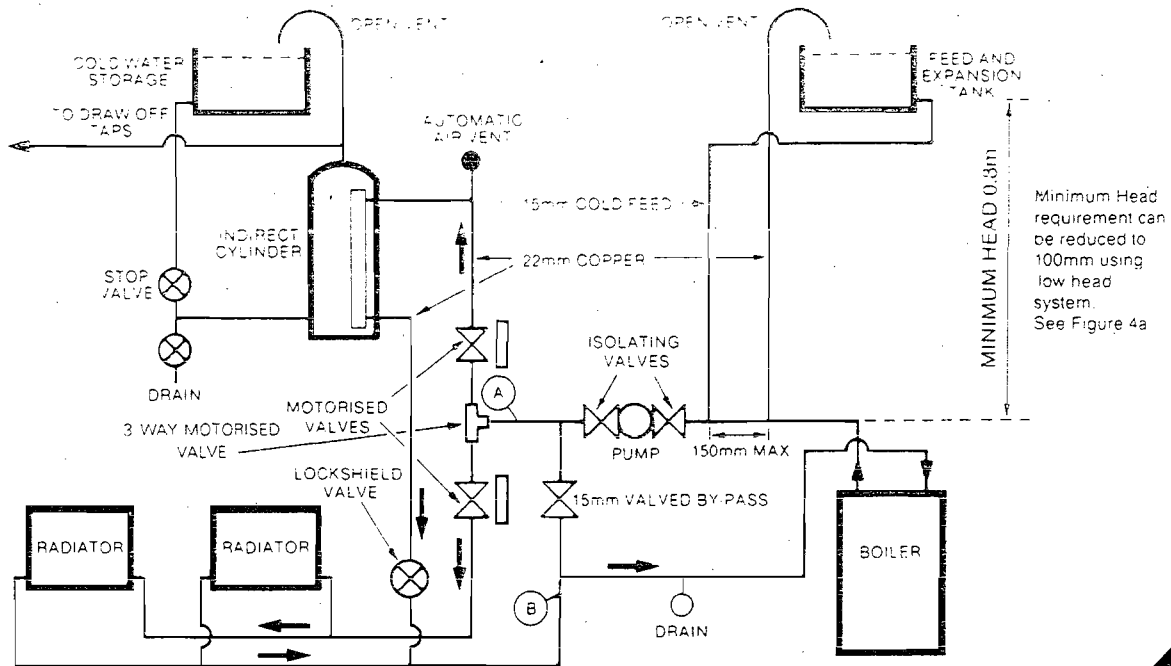 OPEN VENT
COLD WATER
STORAGE
TO DRAW OFF
TAPS
AUTOMATIC
AIR VENT
OPEN VENT
FEED AND
EXPANSION
TANK
15mm COLD FEED
INDIRECT
CYLINDER
22mm COPPER
MINIMUM HEAD 0.3m
Minimum Head
requirement can
be reduced to
100mm using
low head
system.
See Figure 4a
STOP
VALVE
DRAIN
ISOLATING
VALVES
A
MOTORISED
VALVES
3 WAY MOTORISED
VALVE
PUMP
150mm MAX
LOCKSHIELD
VALVE
15mm VALVED BY-PASS
RADIATOR
RADIATOR
BOILER
B
DRAIN